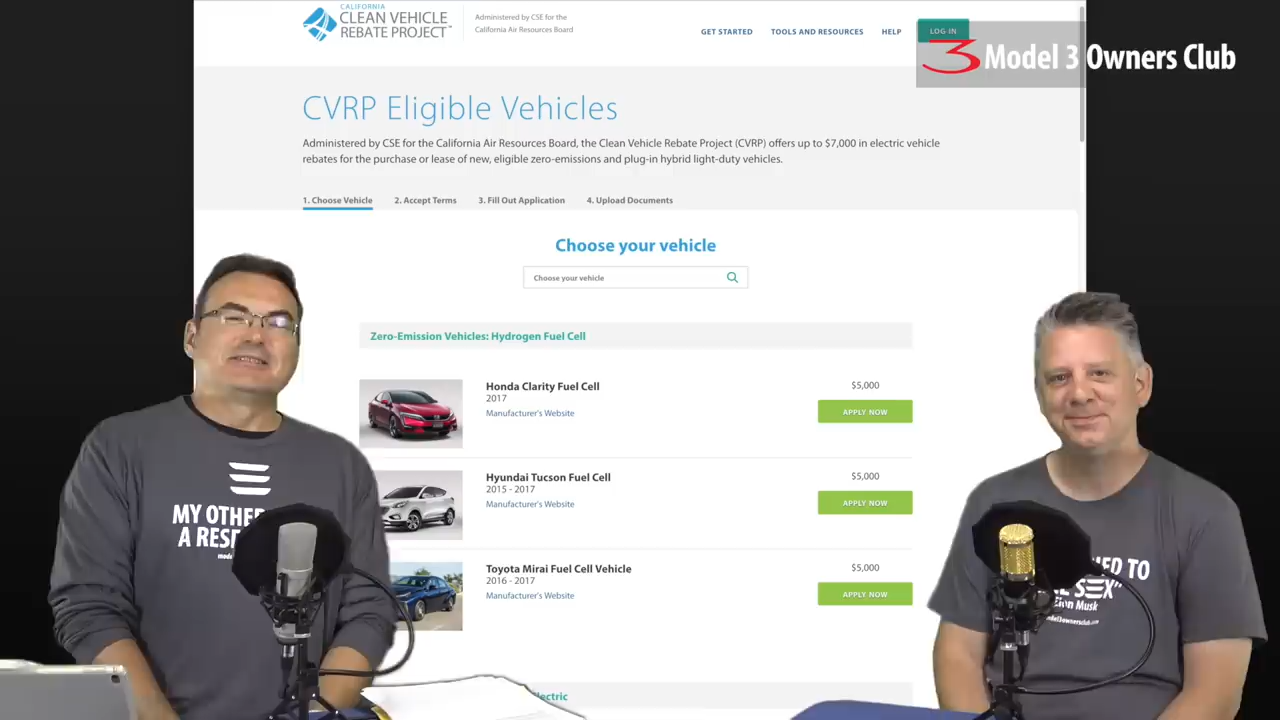 CALIFORNIA
CLEAN VEHICLE
REBATE PROJECT™
Administered by CSE for the
California Air Resources Board
GET STARTED
TOOLS AND RESOURCES
HELP
LOG IN
3 Model 3 Owners Club
CVRP Eligible Vehicles
Administered by CSE for the California Air Resources Board, the Clean Vehicle Rebate Project (CVRP) offers up to $7,000 in electric vehicle
rebates for the purchase or lease of new, eligible zero-emissions and plug-in hybrid light-duty vehicles.
1. Choose Vehicle
2. Accept Terms
3. Fill Out Application
4. Upload Documents
Choose your vehicle
Choose your vehicle
Zero-Emission Vehicles: Hydrogen Fuel Cell
Honda Clarity Fuel Cell
2017
Manufacturer's Website
$5,000
APPLY NOW
Hyundai Tucson Fuel Cell
2015 - 2017
Manufacturer's Website
$5,000
APPLY NOW
Toyota Mirai Fuel Cell Vehicle
2016 - 2017
Manufacturer's Website
$5,000
APPLY NOW
MY OTHER
A RES
TO
Elon Musk